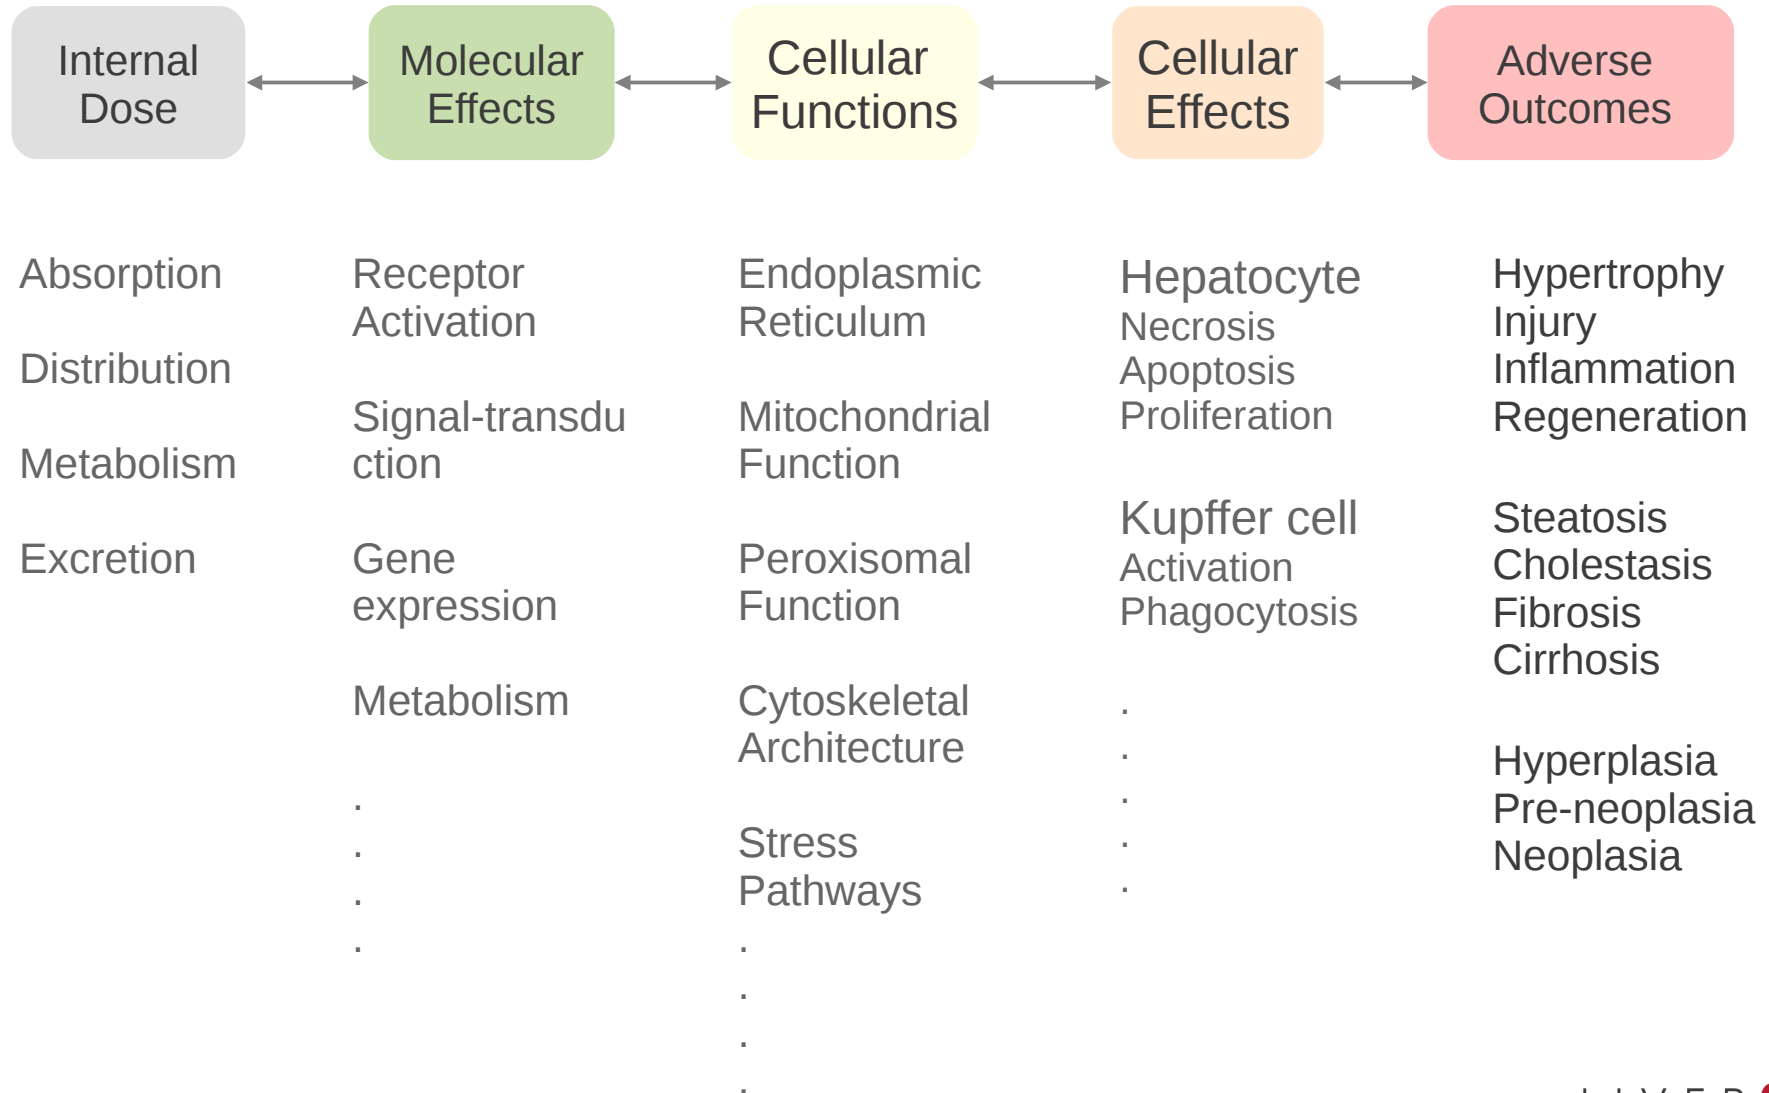 Internal
Dose
Molecular
Effects
Cellular
Functions
Cellular
Effects
Adverse
Outcomes
Absorption
Distribution
Metabolism
Excretion
Receptor
Activation
Signal-transdu
ction
Gene
expression
Metabolism
.
.
.
.
Endoplasmic
Reticulum
Mitochondrial
Function
Peroxisomal
Function
Cytoskeletal
Architecture
Stress
Pathways
.
.
.
.
Hepatocyte
Necrosis
Apoptosis
Proliferation
Kupffer cell
Activation
Phagocytosis
.
.
.
.
.
Hypertrophy
Injury
Inflammation
Regeneration
Steatosis
Cholestasis
Fibrosis
Cirrhosis
Hyperplasia
Pre-neoplasia
Neoplasia